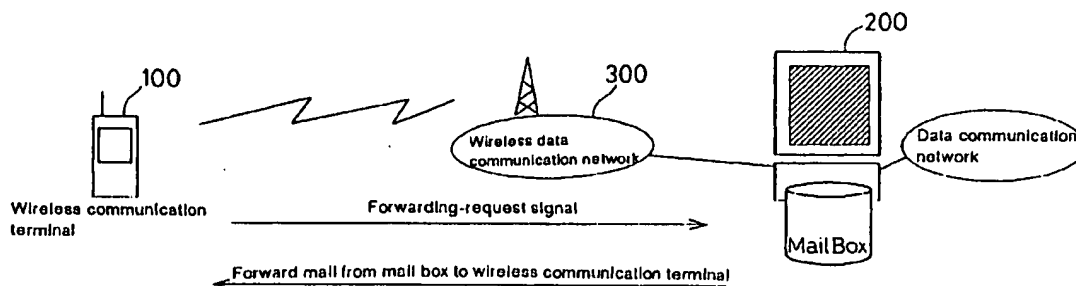 200
100
300
Wireless data
communication network
Data communication
network
Wireless communication
terminal
Forwarding-request signal
Mail Box
Forward mail from mail box to wireless communication terminal